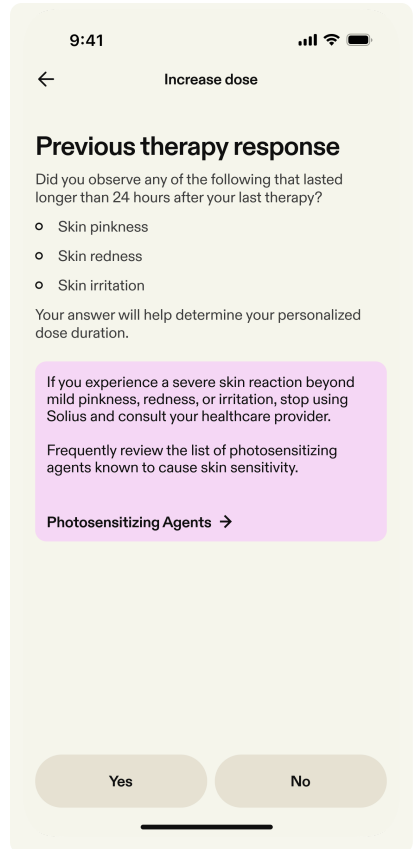 9:41
Increase dose
Previous therapy response
Did you observe any of the following that lasted
longer than 24 hours after your last therapy?
Skin pinkness
Skin redness
Skin irritation
Your answer will help determine your personalized
dose duration.
If you experience a severe skin reaction beyond
mild pinkness, redness, or irritation, stop using
Solius and consult your healthcare provider.
Frequently review the list of photosensitizing
agents known to cause skin sensitivity.
Photosensitizing Agents
Yes
No